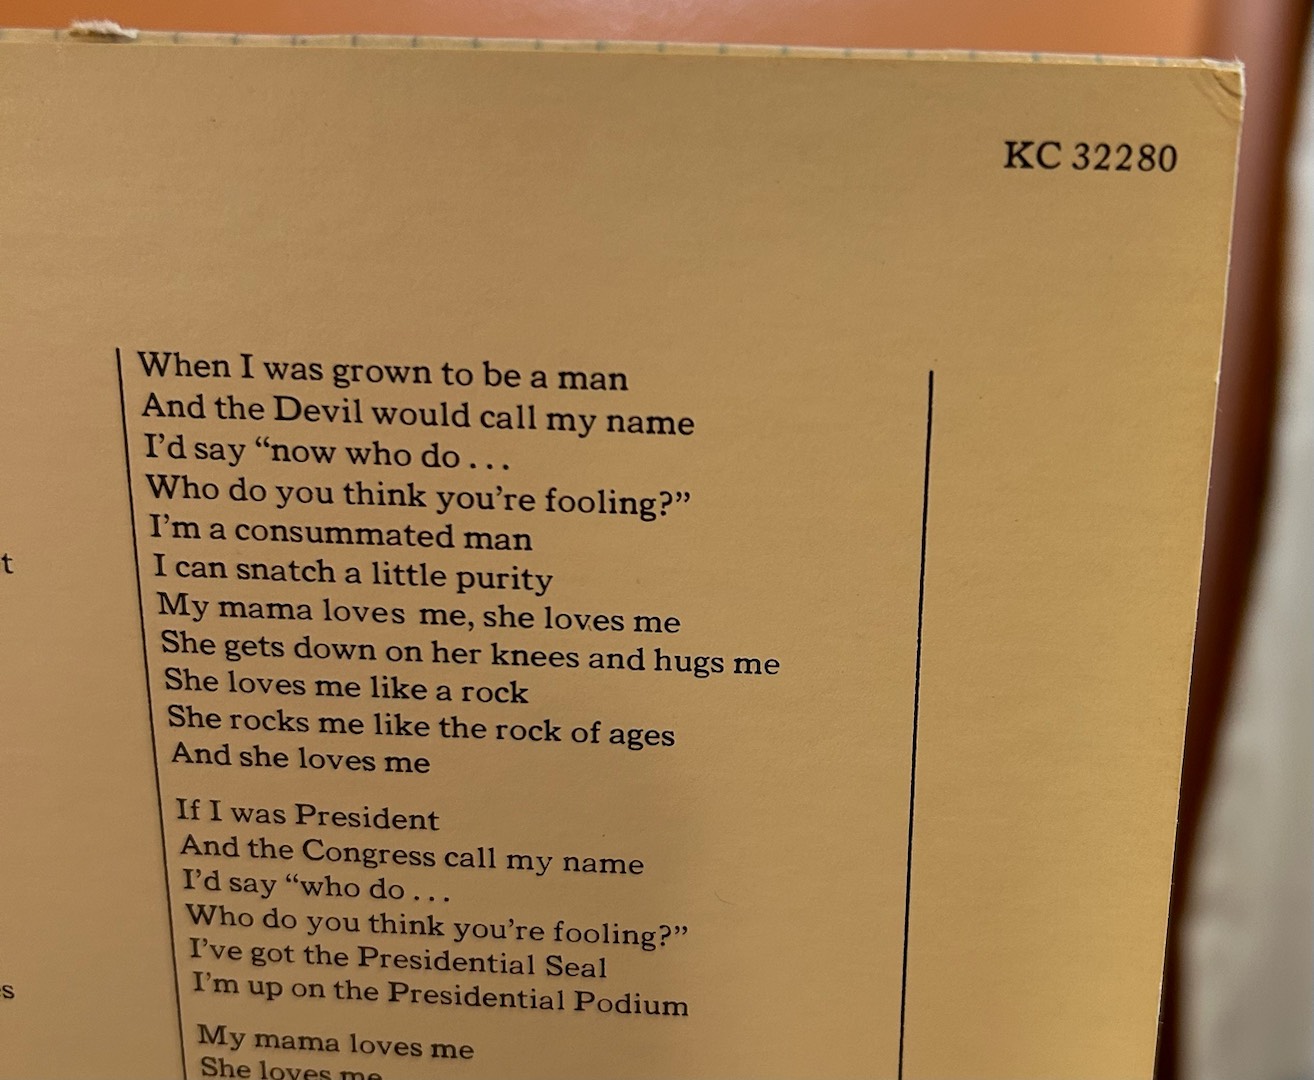 KC 32280
When I was grown to be a man
And the Devil would call my name
I'd say “now who do . . .
Who do you think you're fooling?”
I'm a consummated man
I can snatch a little purity
My mama loves me, she loves me
She gets down on her knees and hugs me
She loves me like a rock
She rocks me like the rock of ages
And she loves me
If I was President
And the Congress call my name
I'd say “who do . . .
Who do you think you're fooling?”
I've got the Presidential Seal
I'm up on the Presidential Podium
My mama loves me
She loves me
t
s